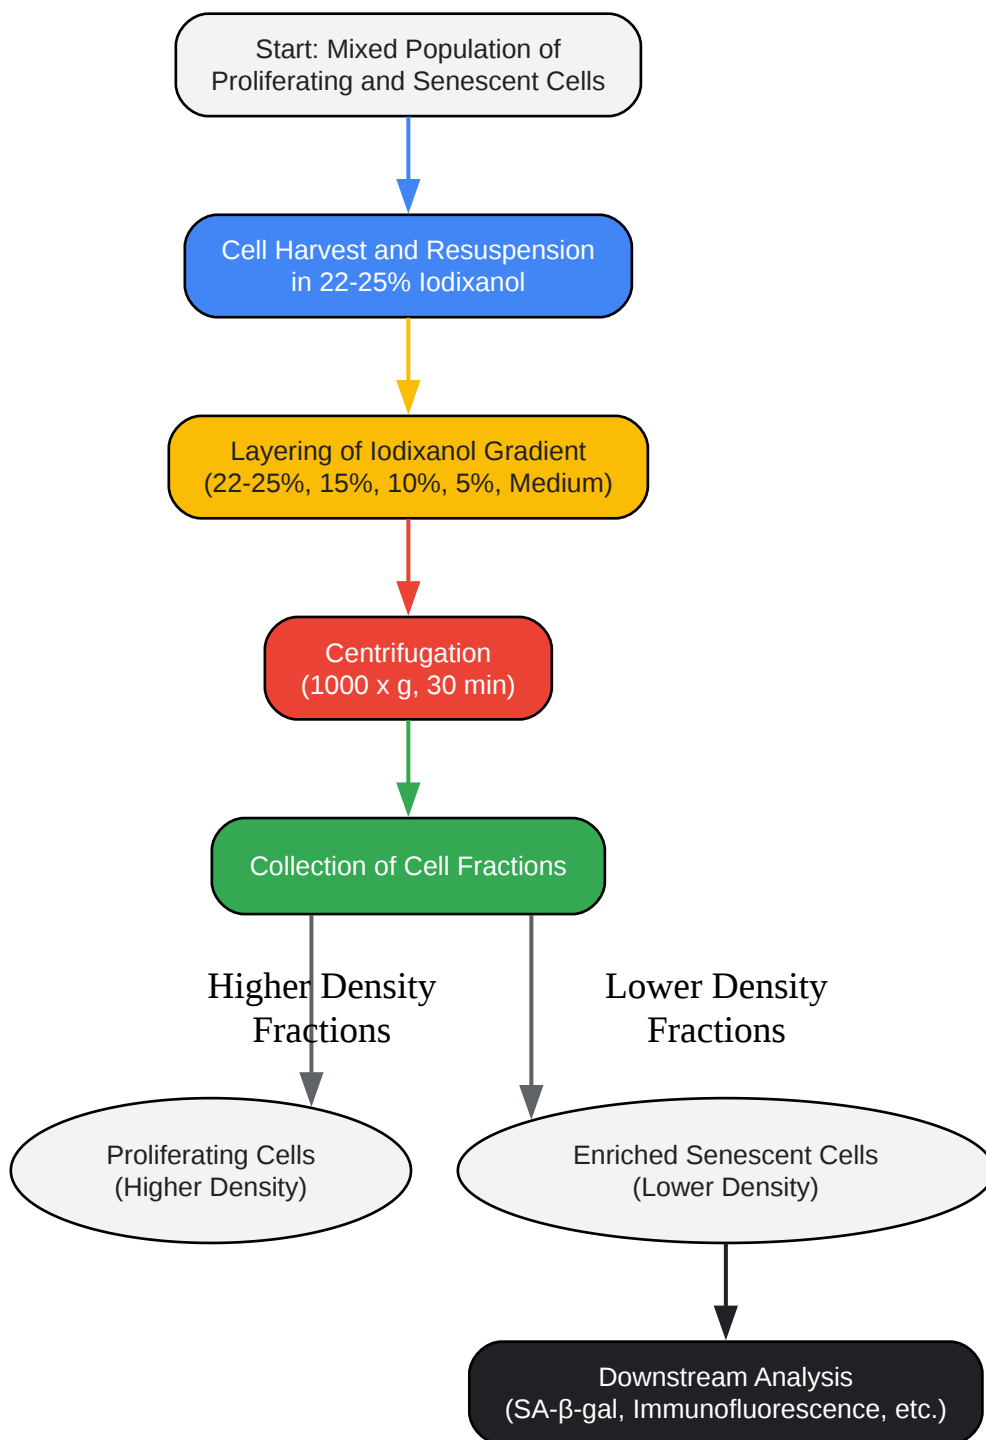 Start: Mixed Population of
Proliferating and Senescent Cells
Cell Harvest and Resuspension
in 22-25% Iodixanol
Layering of Iodixanol Gradient
(22-25%, 15%, 10%, 5%, Medium)
Centrifugation
(1000 x g, 30 min)
Collection of Cell Fractions
Higher Density
Fractions
Lower Density
Fractions
Proliferating Cells
(Higher Density)
Enriched Senescent Cells
(Lower Density)
Downstream Analysis
(SA-β-gal, Immunofluorescence, etc.)